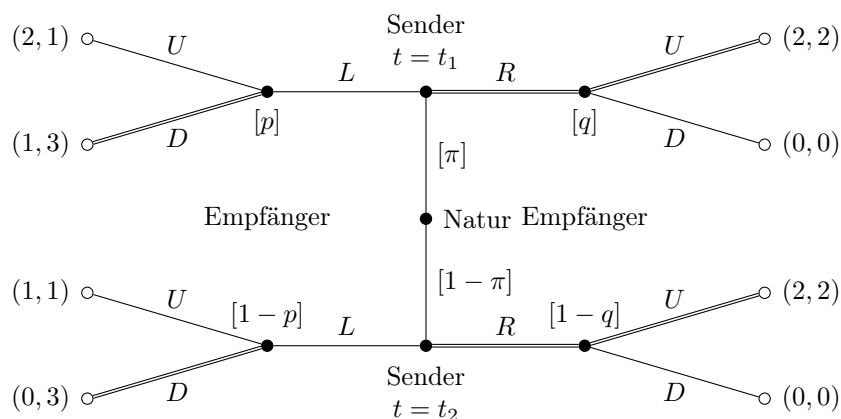 Sender
t = t₁
(2, 1) U L R U (2, 2)
[p] [q]
(1, 3) D D (0, 0)
[π]
Empfänger Natur Empfänger
[1 − π]
(1, 1) U [1 − p] L R [1 − q] U (2, 2)
(0, 3) D D (0, 0)
Sender
t = t₂